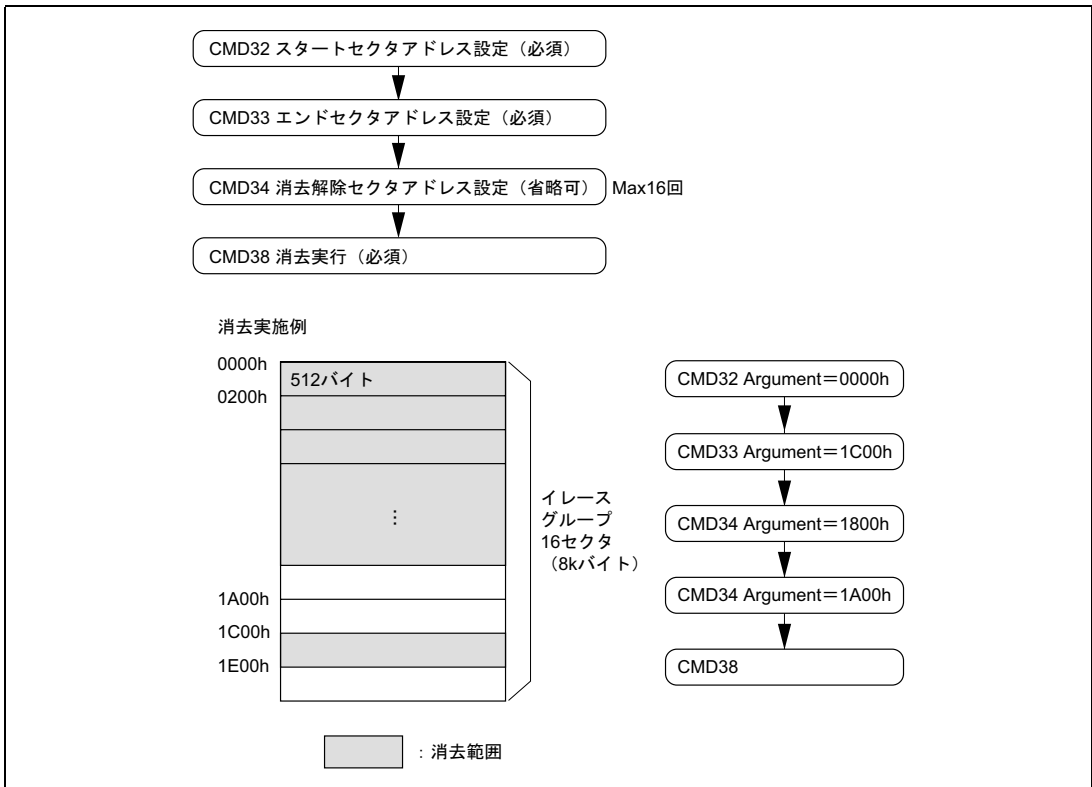 CMD32 スタートセクタアドレス設定（必須）
CMD33 エンドセクタアドレス設定（必須）
CMD34 消去解除セクタアドレス設定（省略可） Max16回
CMD38 消去実行（必須）
消去実施例
0000h
512バイト
0200h
⋮
1A00h
1C00h
1E00h
イレース
グループ
16セクタ
（8kバイト）
CMD32 Argument＝0000h
CMD33 Argument＝1C00h
CMD34 Argument＝1800h
CMD34 Argument＝1A00h
CMD38
：消去範囲